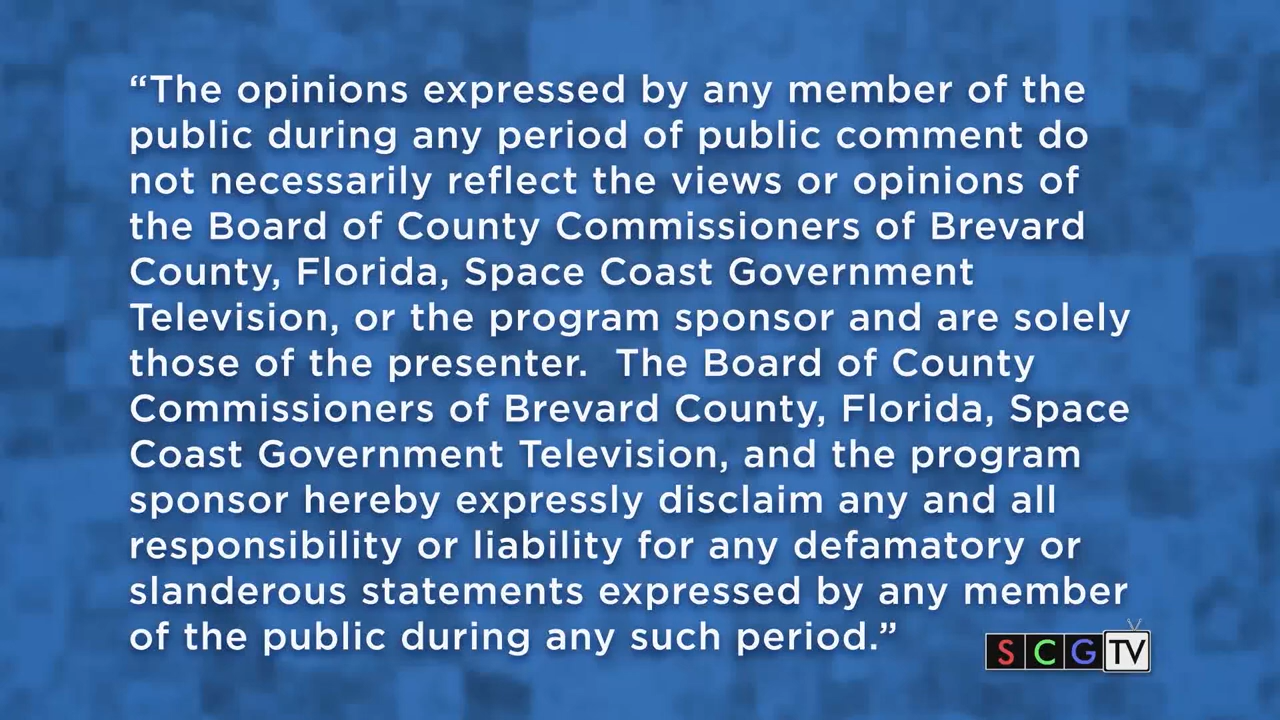 “The opinions expressed by any member of the
public during any period of public comment do
not necessarily reflect the views or opinions of
the Board of County Commissioners of Brevard
County, Florida, Space Coast Government
Television, or the program sponsor and are solely
those of the presenter.  The Board of County
Commissioners of Brevard County, Florida, Space
Coast Government Television, and the program
sponsor hereby expressly disclaim any and all
responsibility or liability for any defamatory or
slanderous statements expressed by any member
of the public during any such period.”
SCGTV